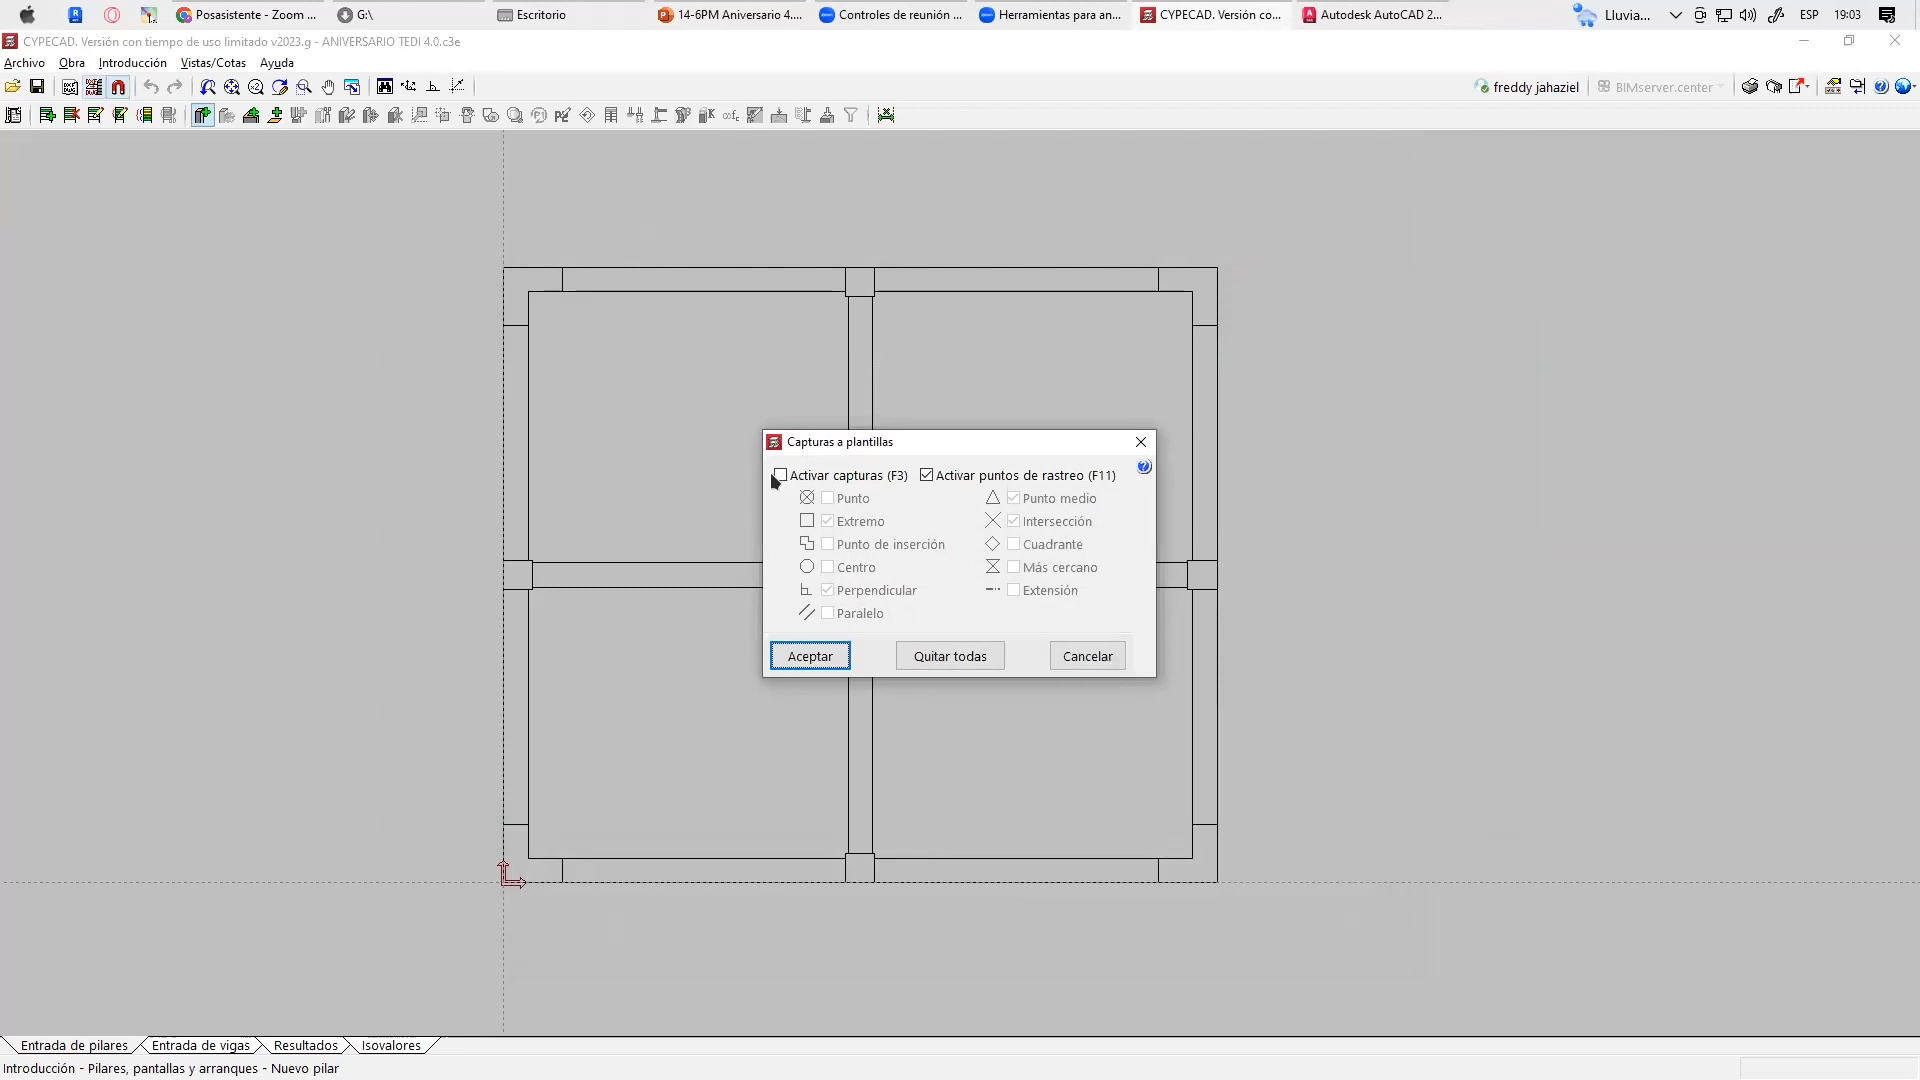 Posasistente - Zoom ...
G:\
Escritorio
14-6PM Aniversario 4....
Controles de reunión ...
Herramientas para an...
CYPECAD. Versión co...
Autodesk AutoCAD 2...
Lluvia...
ESP
19:03
CYPECAD. Versión con tiempo de uso limitado v2023.g - ANIVERSARIO TEDI 4.0.c3e
Archivo Obra Introducción Vistas/Cotas Ayuda
freddy jahaziel
BIMserver.center
Capturas a plantillas
Activar capturas (F3) Activar puntos de rastreo (F11)
Punto Punto medio
Extremo Intersección
Punto de inserción Cuadrante
Centro Más cercano
Perpendicular Extensión
Paralelo
Aceptar Quitar todas Cancelar
Entrada de pilares Entrada de vigas Resultados Isovalores
Introducción - Pilares, pantallas y arranques - Nuevo pilar